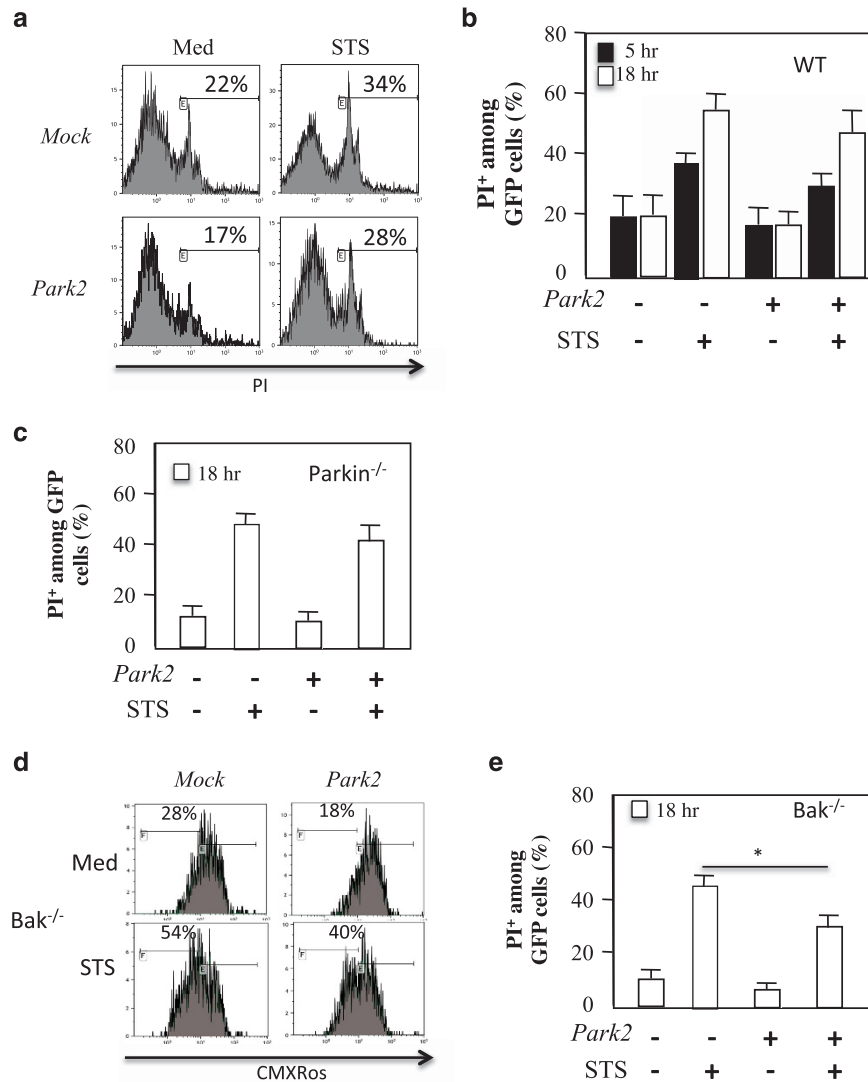 a
Med STS
Mock 22% 34%
E E
Park2 17% 28%
E E
PI
b
80
60
40
20
0
PI+ among
GFP cells (%)
5 hr
18 hr
WT
Park2 - - + +
STS - + - +
c
80
60
40
20
0
PI+ among GFP
cells (%)
18 hr Parkin-/-
Park2 - - + +
STS - + - +
d
Mock Park2
Bak-/-
Med 28% 18%
F E F E
STS 54% 40%
F E F E
CMXRos
e
80
60
40
20
0
PI+ among
GFP cells (%)
18 hr Bak-/-
*
Park2 - - + +
STS - + - +